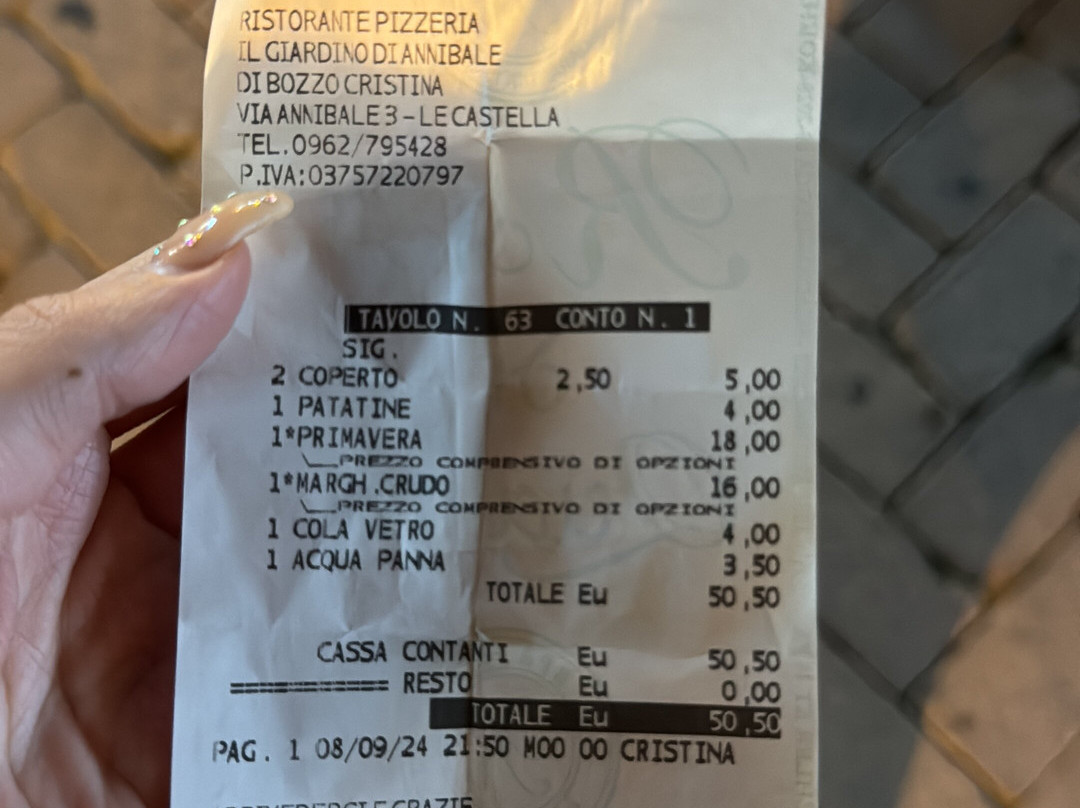 RISTORANTE PIZZERIA
IL GIARDINO DI ANNIBALE
DI BOZZO CRISTINA
VIA ANNIBALE 3 - LE CASTELLA
TEL.0962/795428
P.IVA:03757220797
TAVOLO N. 63 CONTO N. 1
SIG.
2 COPERTO 2,50 5,00
1 PATATINE 4,00
1*PRIMAVERA 18,00
PREZZO COMPRENSIVO DI OPZIONI
1*MARGH.CRUDO 16,00
PREZZO COMPRENSIVO DI OPZIONI
1 COLA VETRO 4,00
1 ACQUA PANNA 3,50
TOTALE Eu 50,50
CASSA CONTANTI Eu 50,50
============ RESTO Eu 0,00
TOTALE Eu 50,50
PAG. 1 08/09/24 21:50 M00 00 CRISTINA